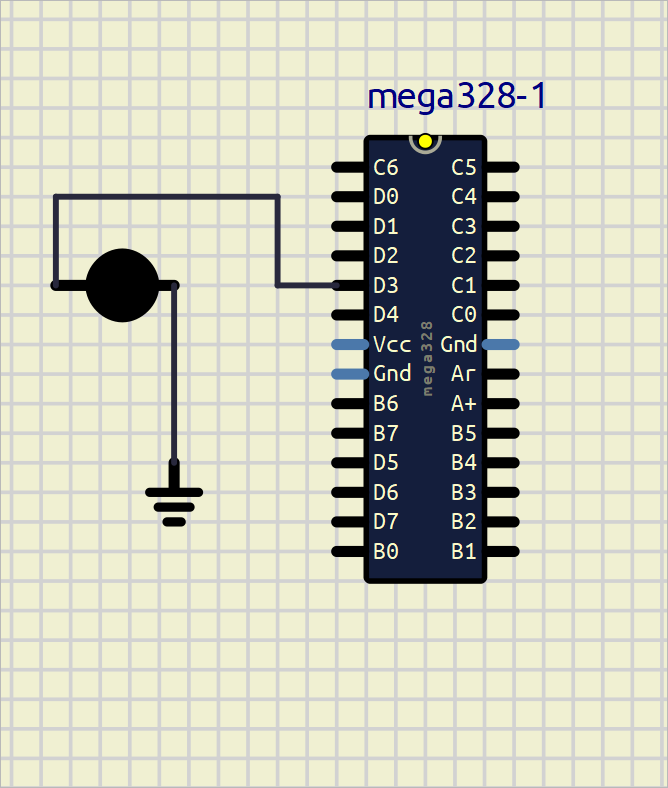 mega328-1
C6 C5
D0 C4
D1 C3
D2 C2
D3 C1
D4 C0
Vcc Gnd
Gnd Ar
B6 A+
B7 B5
D5 B4
D6 B3
D7 B2
B0 B1
mega328